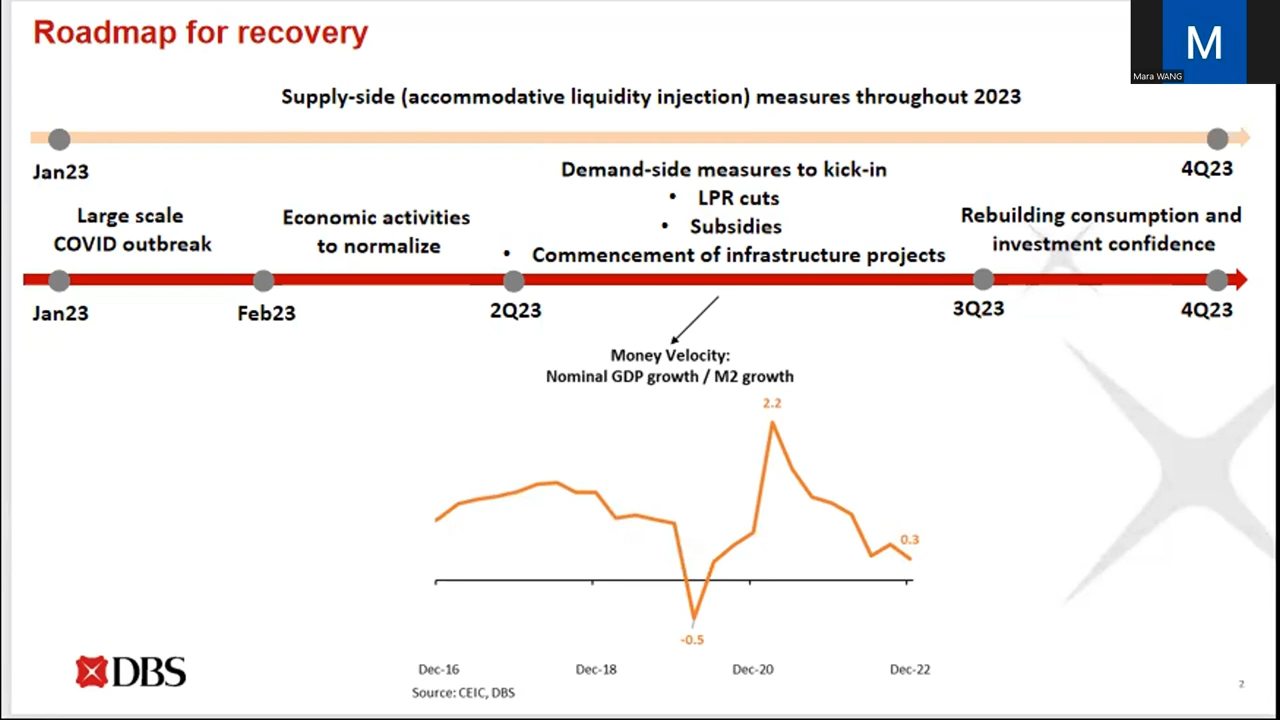 Roadmap for recovery
M
Mara WANG
Supply-side (accommodative liquidity injection) measures throughout 2023
Jan23
4Q23
Large scale
COVID outbreak
Economic activities
to normalize
Demand-side measures to kick-in
• LPR cuts
• Subsidies
• Commencement of infrastructure projects
Rebuilding consumption and
investment confidence
Jan23
Feb23
2Q23
3Q23
4Q23
Money Velocity:
Nominal GDP growth / M2 growth
2.2
0.3
-0.5
Dec-16
Dec-18
Dec-20
Dec-22
Source: CEIC, DBS
DBS
2